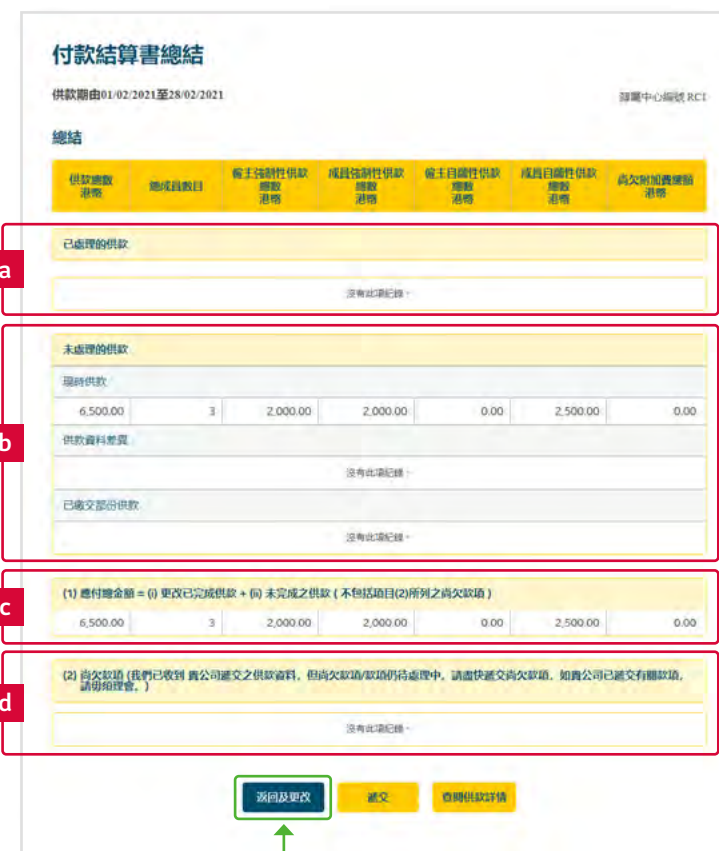 付款結算書總結
供款期由01/02/2021至28/02/2021
薪屬中心編號 RCI
總結
供款總數
港幣
總成員數目
僱主強制性供款
總數
港幣
成員強制性供款
總數
港幣
僱主自願性供款
總數
港幣
成員自願性供款
總數
港幣
尚欠附加費總額
港幣
a
已處理的供款
沒有此項紀錄。
b
未處理的供款
現時供款
6,500.00 3 2,000.00 2,000.00 0.00 2,500.00 0.00
供款資料差異
沒有此項紀錄。
已繳交部份供款
沒有此項紀錄。
c
(1) 應付總金額 = (i) 更改已完成供款 + (ii) 未完成之供款 ( 不包括項目(2)所列之尚欠款項 )
6,500.00 3 2,000.00 2,000.00 0.00 2,500.00 0.00
d
(2) 尚欠款項 (我們已收到 貴公司遞交之供款資料，但尚欠款項/款項仍待處理中，請盡快遞交尚欠款項，如貴公司已遞交有關款項，
請毋須理會。)
沒有此項紀錄。
返回及更改
遞交
查閱供款詳情